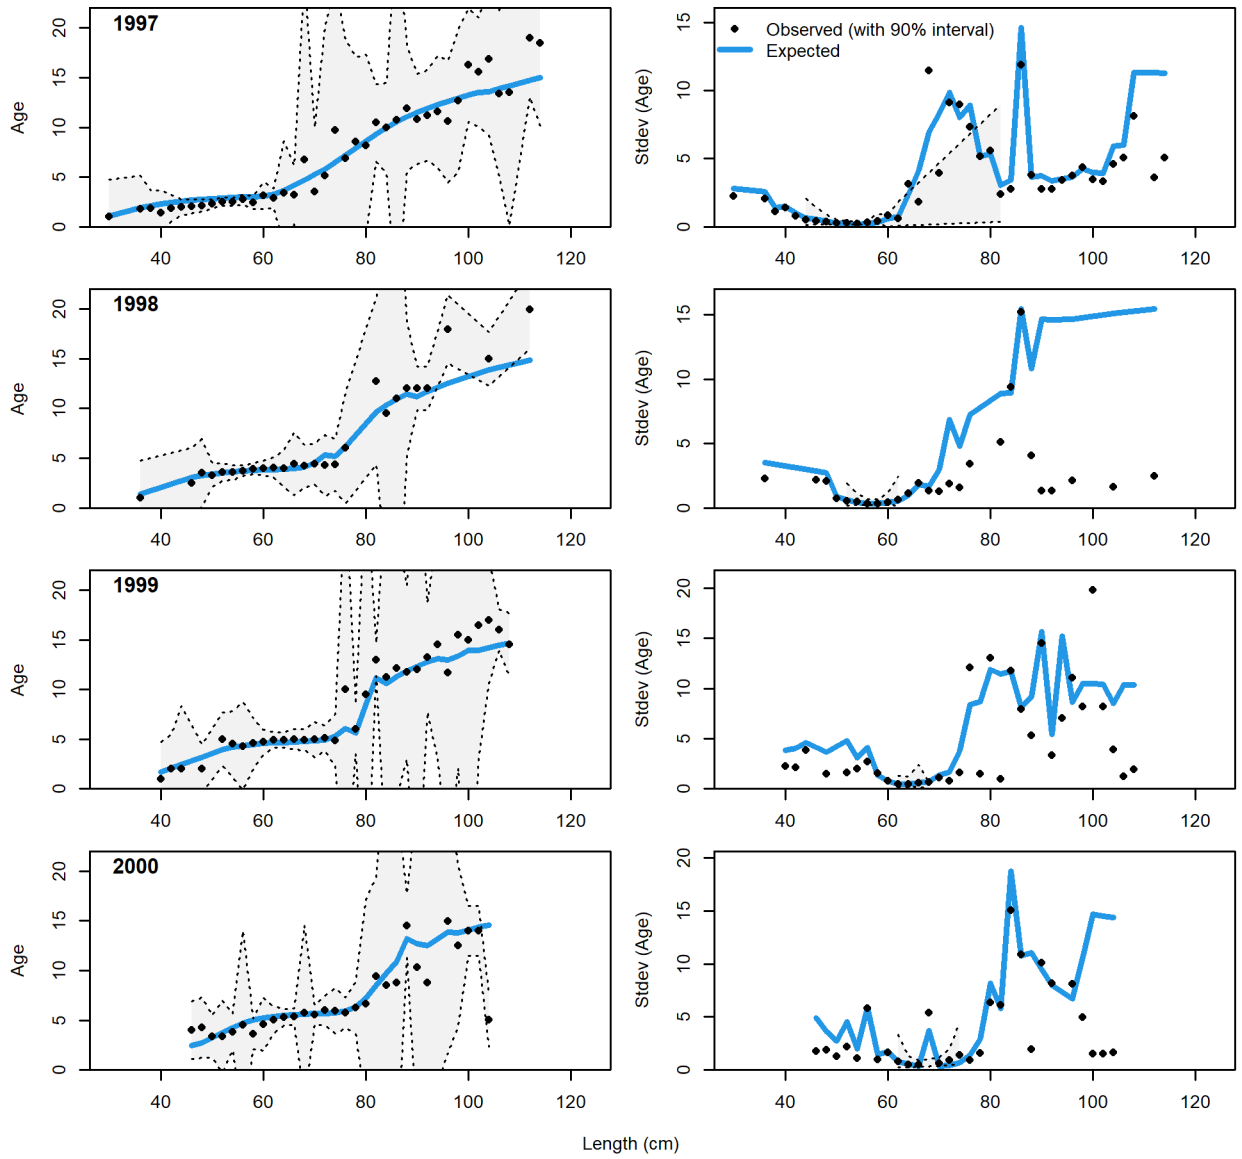 1997
Age
0 5 10 15 20
40 60 80 100 120
Observed (with 90% interval)
Expected
Stdev (Age)
0 5 10 15
40 60 80 100 120
1998
Age
0 5 10 15 20
40 60 80 100 120
Stdev (Age)
0 5 10 15
40 60 80 100 120
1999
Age
0 5 10 15 20
40 60 80 100 120
Stdev (Age)
0 5 10 15 20
40 60 80 100 120
2000
Age
0 5 10 15 20
40 60 80 100 120
Stdev (Age)
0 5 10 15 20
40 60 80 100 120
Length (cm)